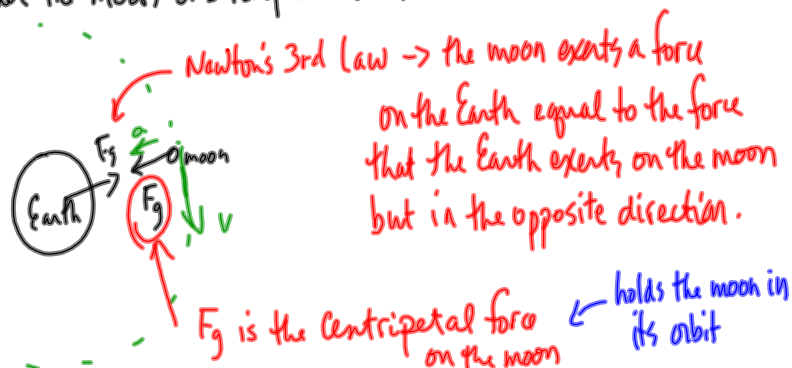 Newton's 3rd law -> the moon exerts a force
on the Earth equal to the force
that the Earth exerts on the moon
but in the opposite direction.
Fg
a
moon
Earth
Fg
V
Fg is the centripetal force
on the moon
holds the moon in
its orbit